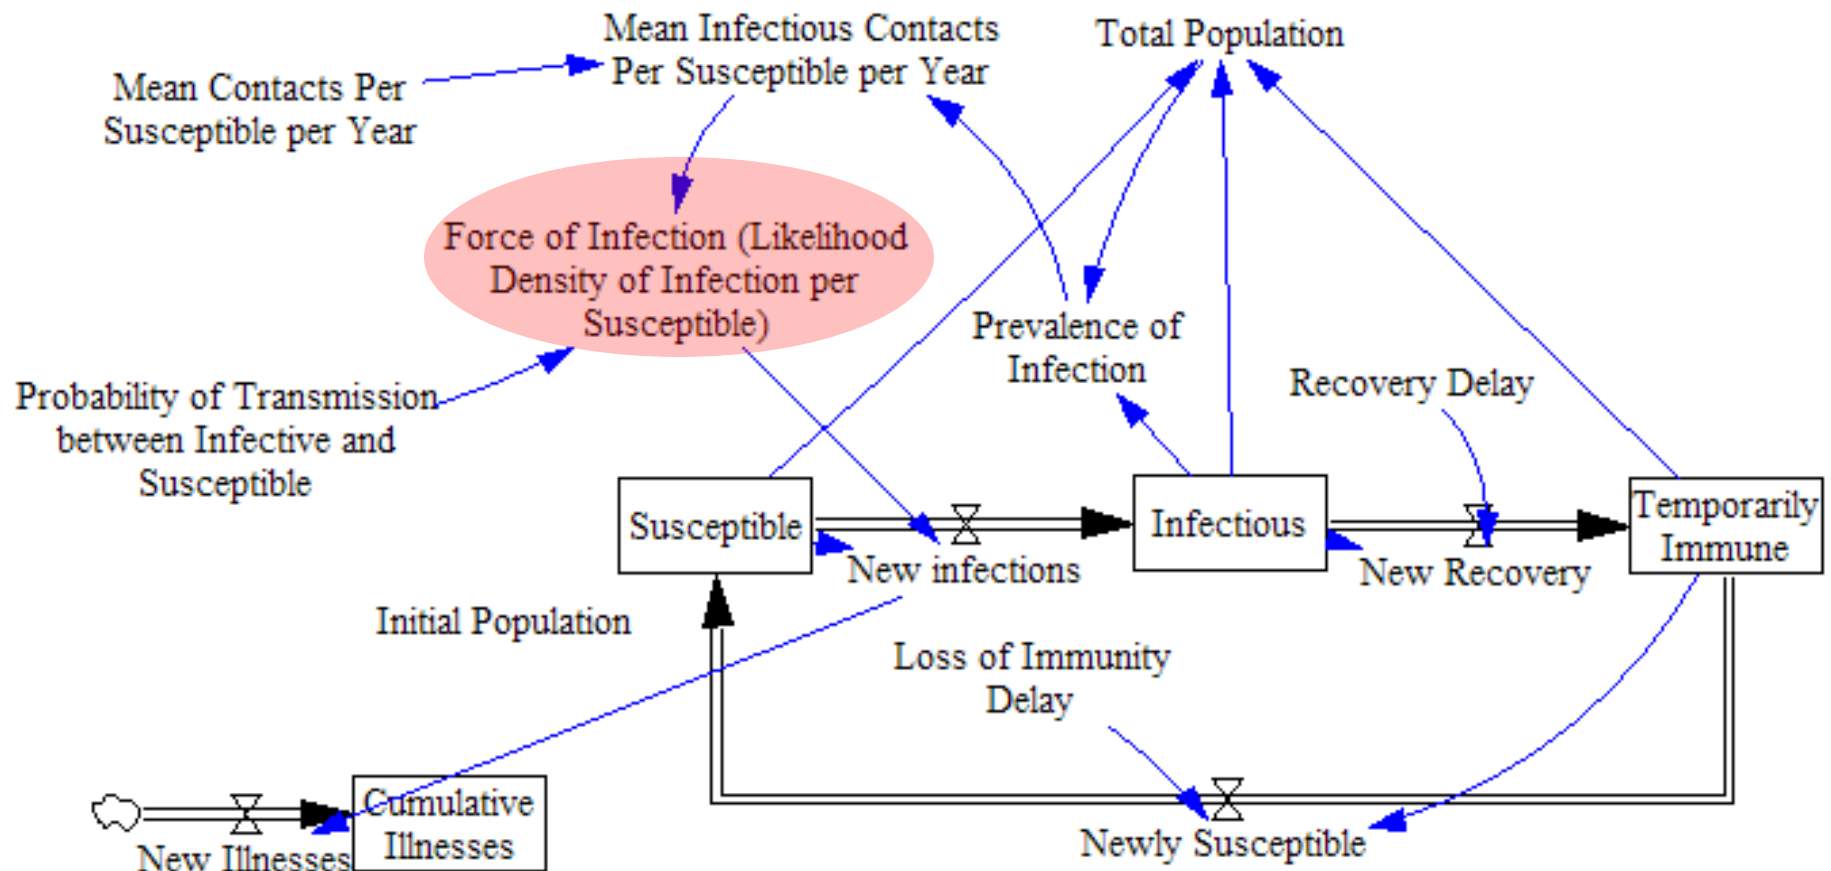 Mean Infectious Contacts
Per Susceptible per Year
Total Population
Mean Contacts Per
Susceptible per Year
Force of Infection (Likelihood
Density of Infection per
Susceptible)
Prevalence of
Infection
Recovery Delay
Probability of Transmission
between Infective and
Susceptible
Susceptible
Infectious
Temporarily
Immune
New infections
New Recovery
Initial Population
Loss of Immunity
Delay
Cumulative
Illnesses
New Illnesses
Newly Susceptible